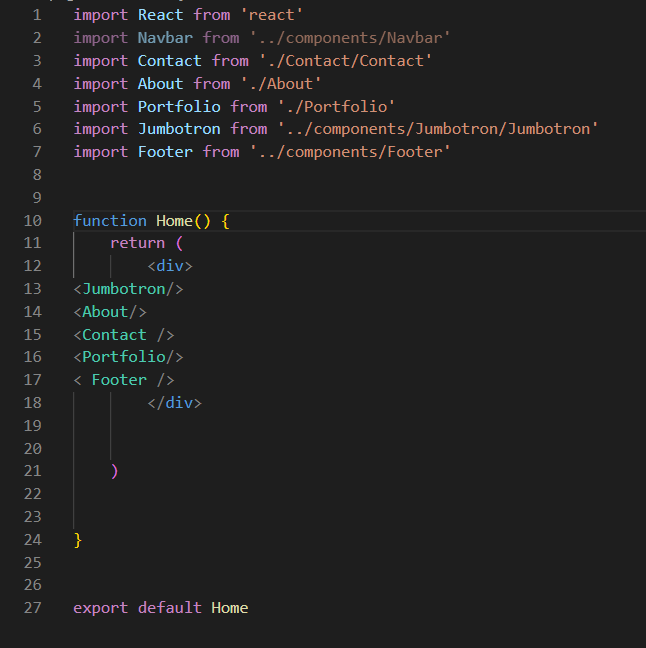 1 import React from 'react'
2 import Navbar from '../components/Navbar'
3 import Contact from './Contact/Contact'
4 import About from './About'
5 import Portfolio from './Portfolio'
6 import Jumbotron from '../components/Jumbotron/Jumbotron'
7 import Footer from '../components/Footer'
8
9
10 function Home() {
11     return (
12         <div>
13 <Jumbotron/>
14 <About/>
15 <Contact />
16 <Portfolio/>
17 < Footer />
18         </div>
19
20
21     )
22
23
24 }
25
26
27 export default Home